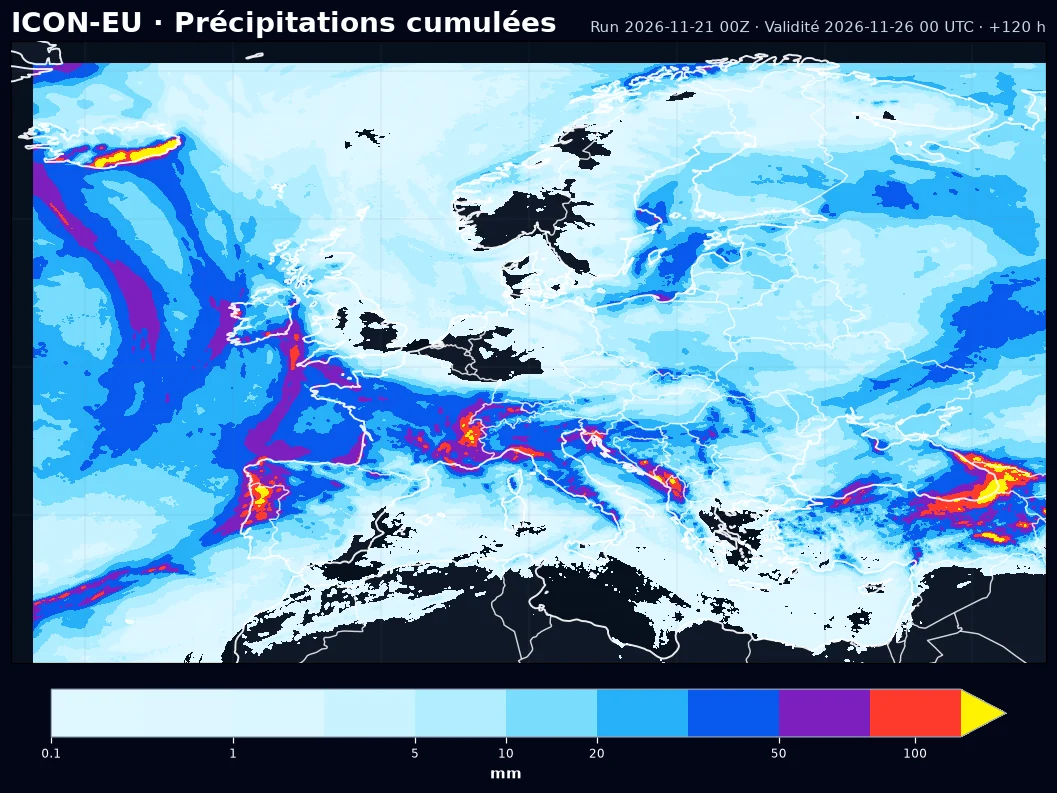 ICON-EU · Précipitations cumulées
Run 2026-11-21 00Z · Validité 2026-11-26 00 UTC · +120 h
0.1 1 5 10 20 50 100
mm